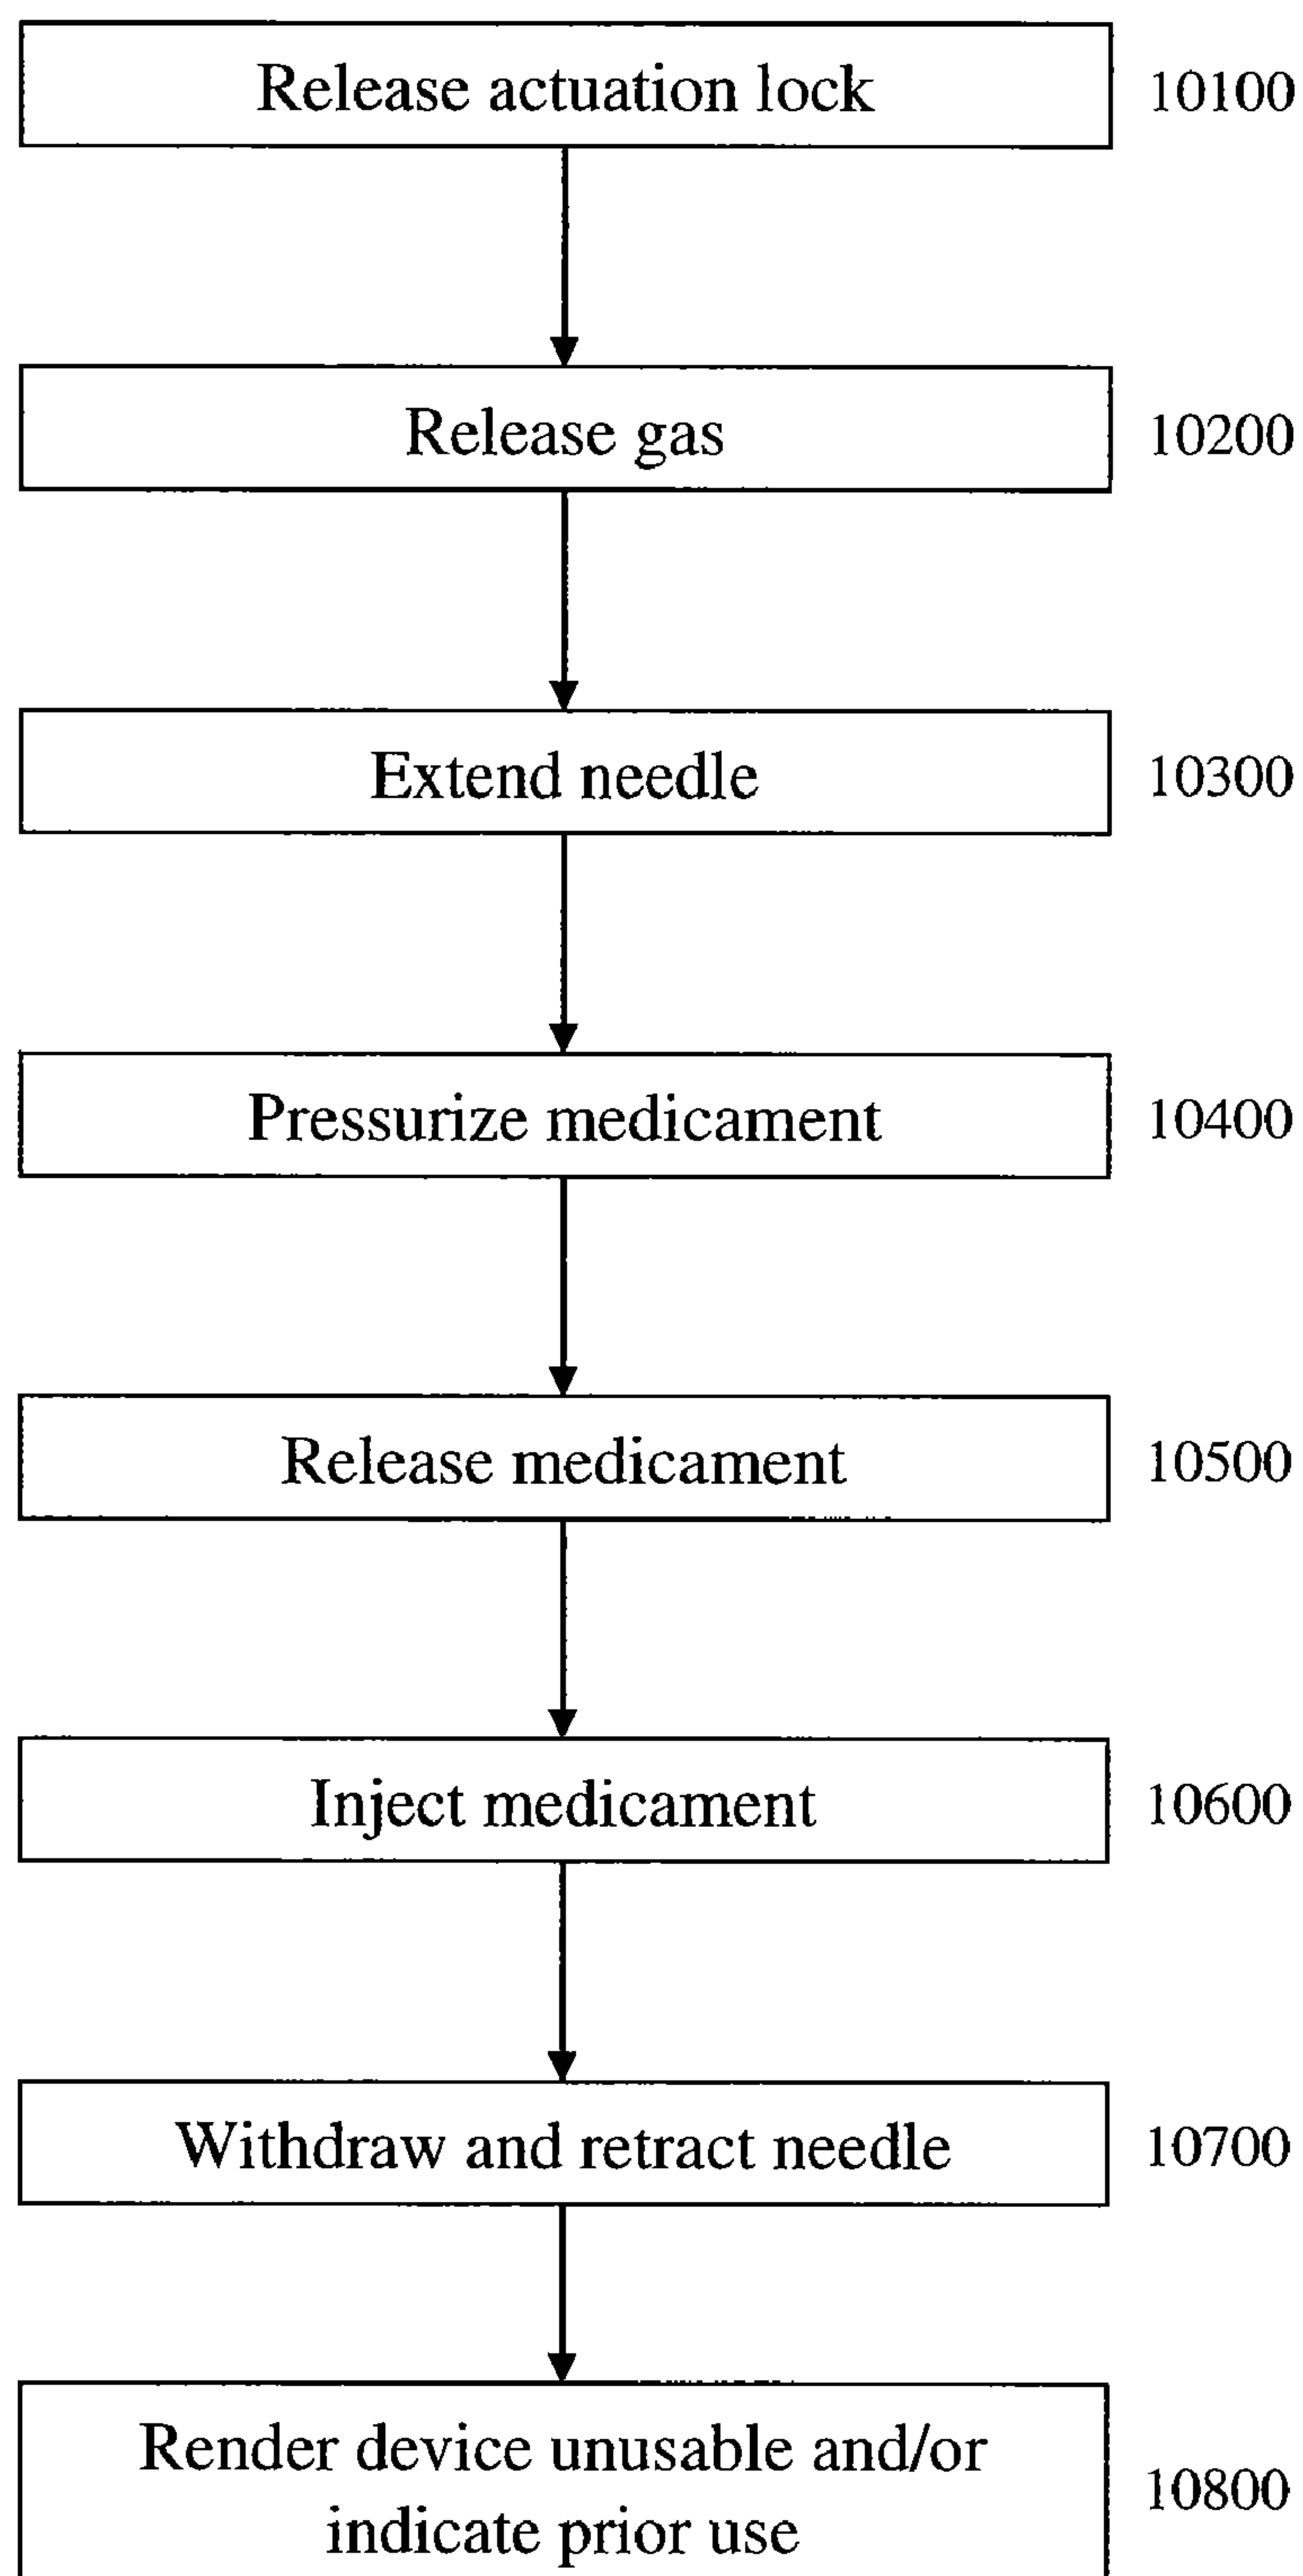 Release actuation lock 10100
Release gas 10200
Extend needle 10300
Pressurize medicament 10400
Release medicament 10500
Inject medicament 10600
Withdraw and retract needle 10700
Render device unusable and/or
indicate prior use
10800